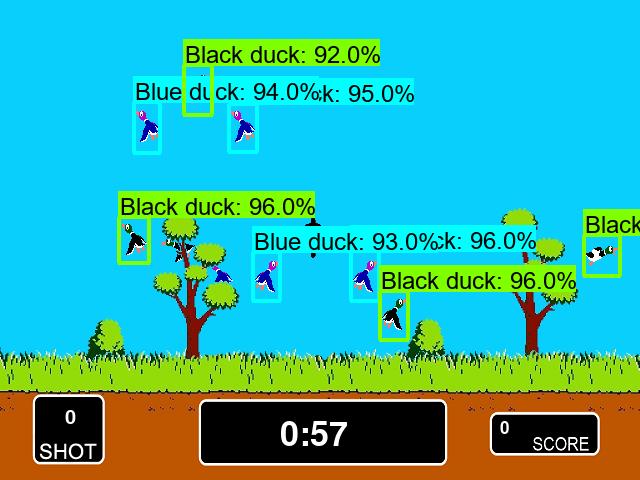 Black duck: 92.0%
Blue duck: 94.0%
k: 95.0%
Black duck: 96.0%
Black
Blue duck: 93.0%
k: 96.0%
Black duck: 96.0%
0
SHOT
0:57
0
SCORE